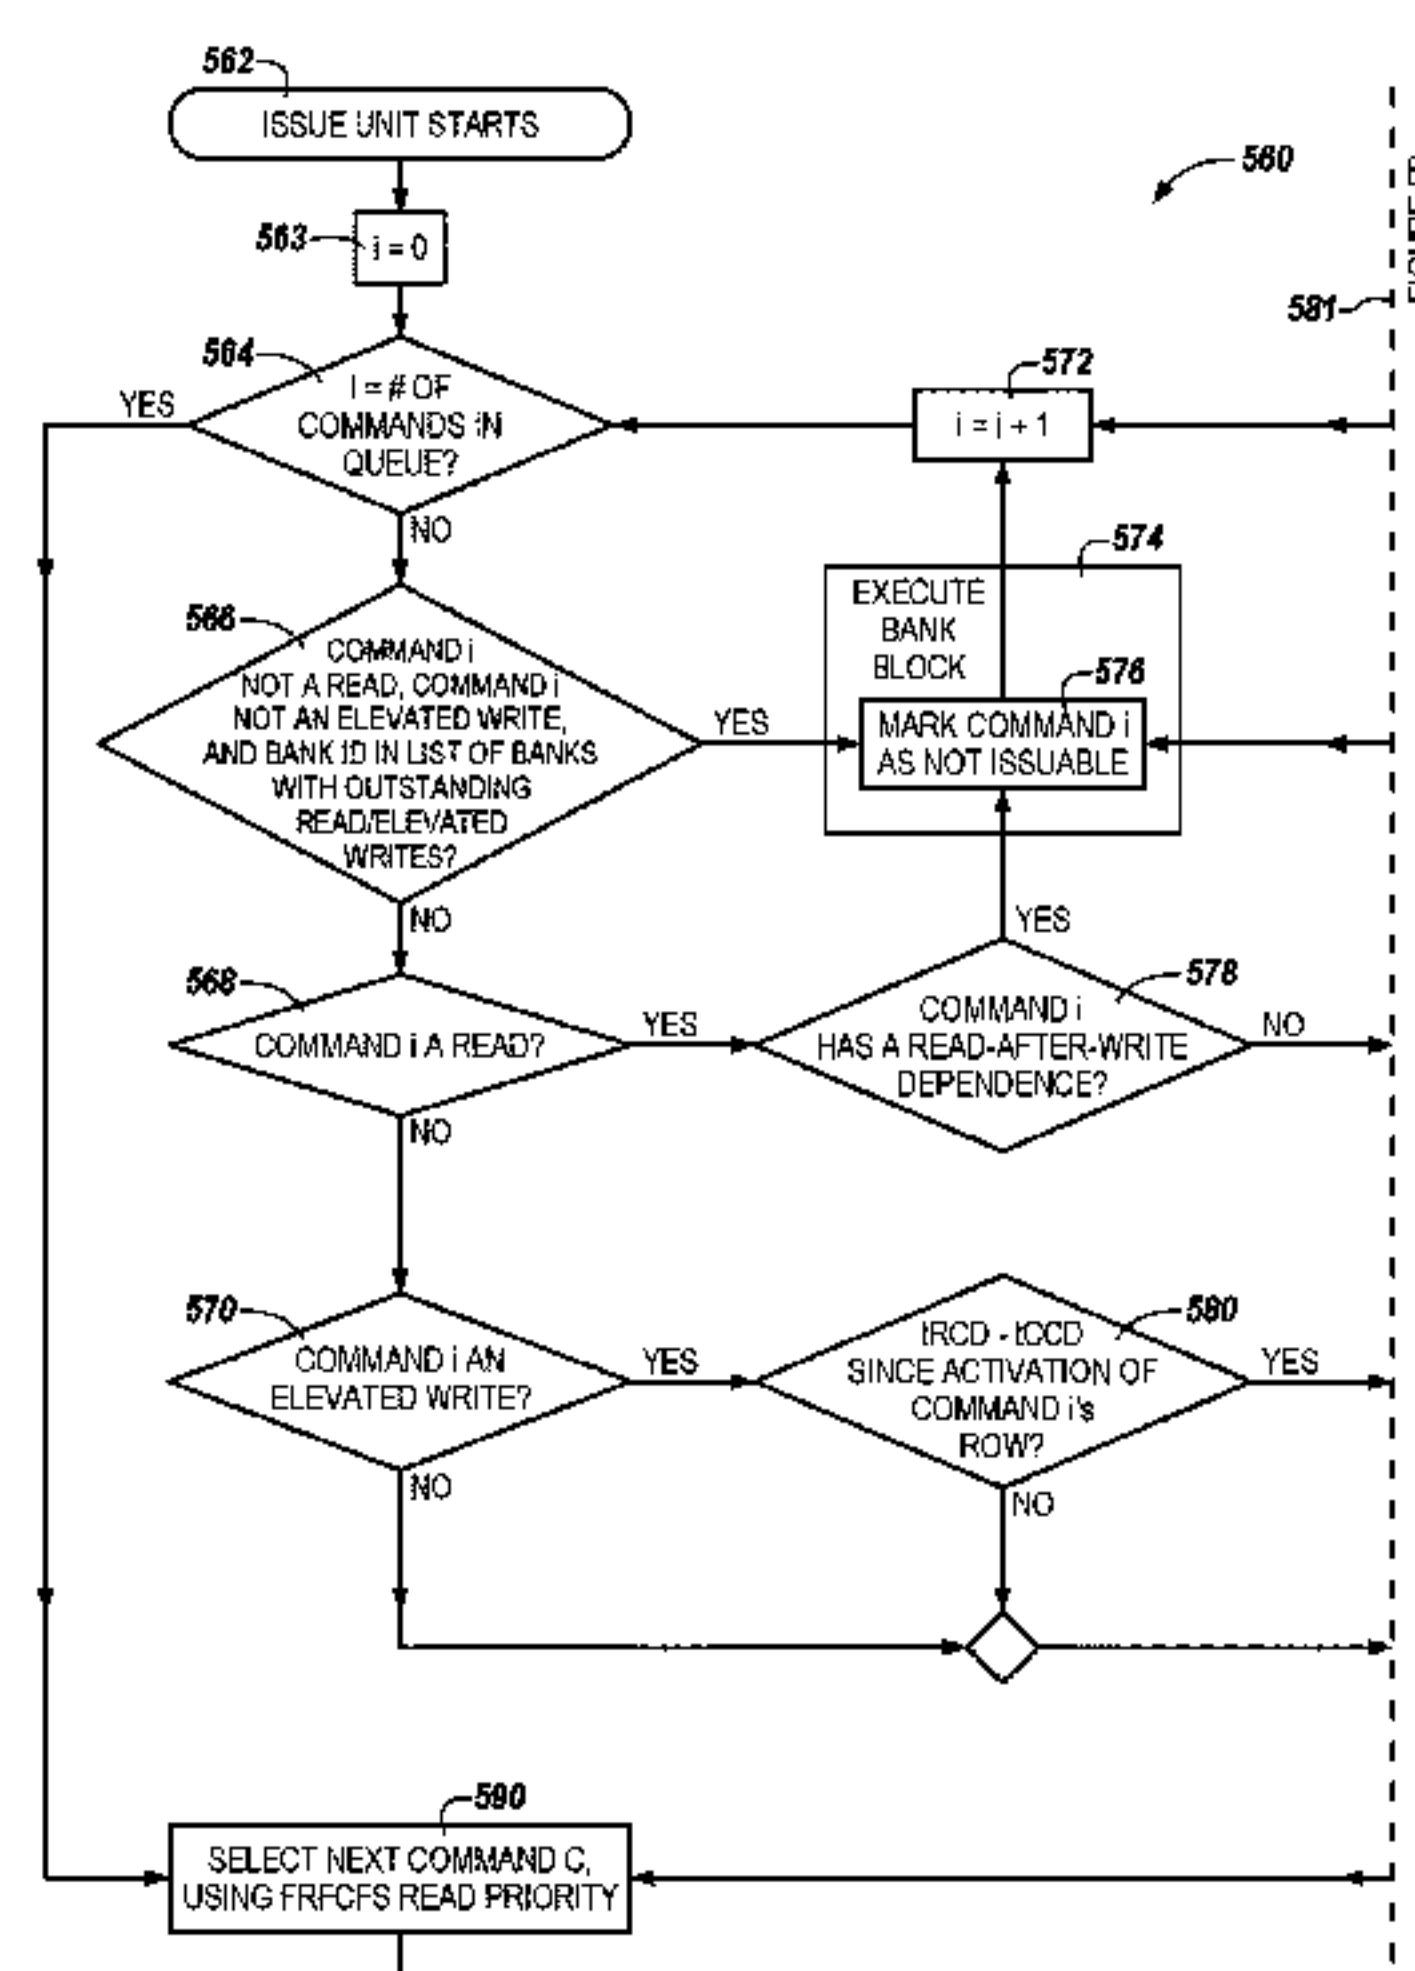 562
ISSUE UNIT STARTS
560
563
i = 0
581
564
I = # OF
COMMANDS IN
QUEUE?
YES
572
i = i + 1
NO
574
EXECUTE
BANK
BLOCK
566
COMMAND i
NOT A READ, COMMAND i
NOT AN ELEVATED WRITE,
AND BANK ID IN LIST OF BANKS
WITH OUTSTANDING
READ/ELEVATED
WRITES?
YES
576
MARK COMMAND i
AS NOT ISSUABLE
NO
YES
568
COMMAND i A READ?
YES
578
COMMAND i
HAS A READ-AFTER-WRITE
DEPENDENCE?
NO
NO
570
COMMAND i AN
ELEVATED WRITE?
YES
580
tRCD - tCCD
SINCE ACTIVATION OF
COMMAND i's
ROW?
YES
NO
NO
590
SELECT NEXT COMMAND C,
USING FRFCFS READ PRIORITY